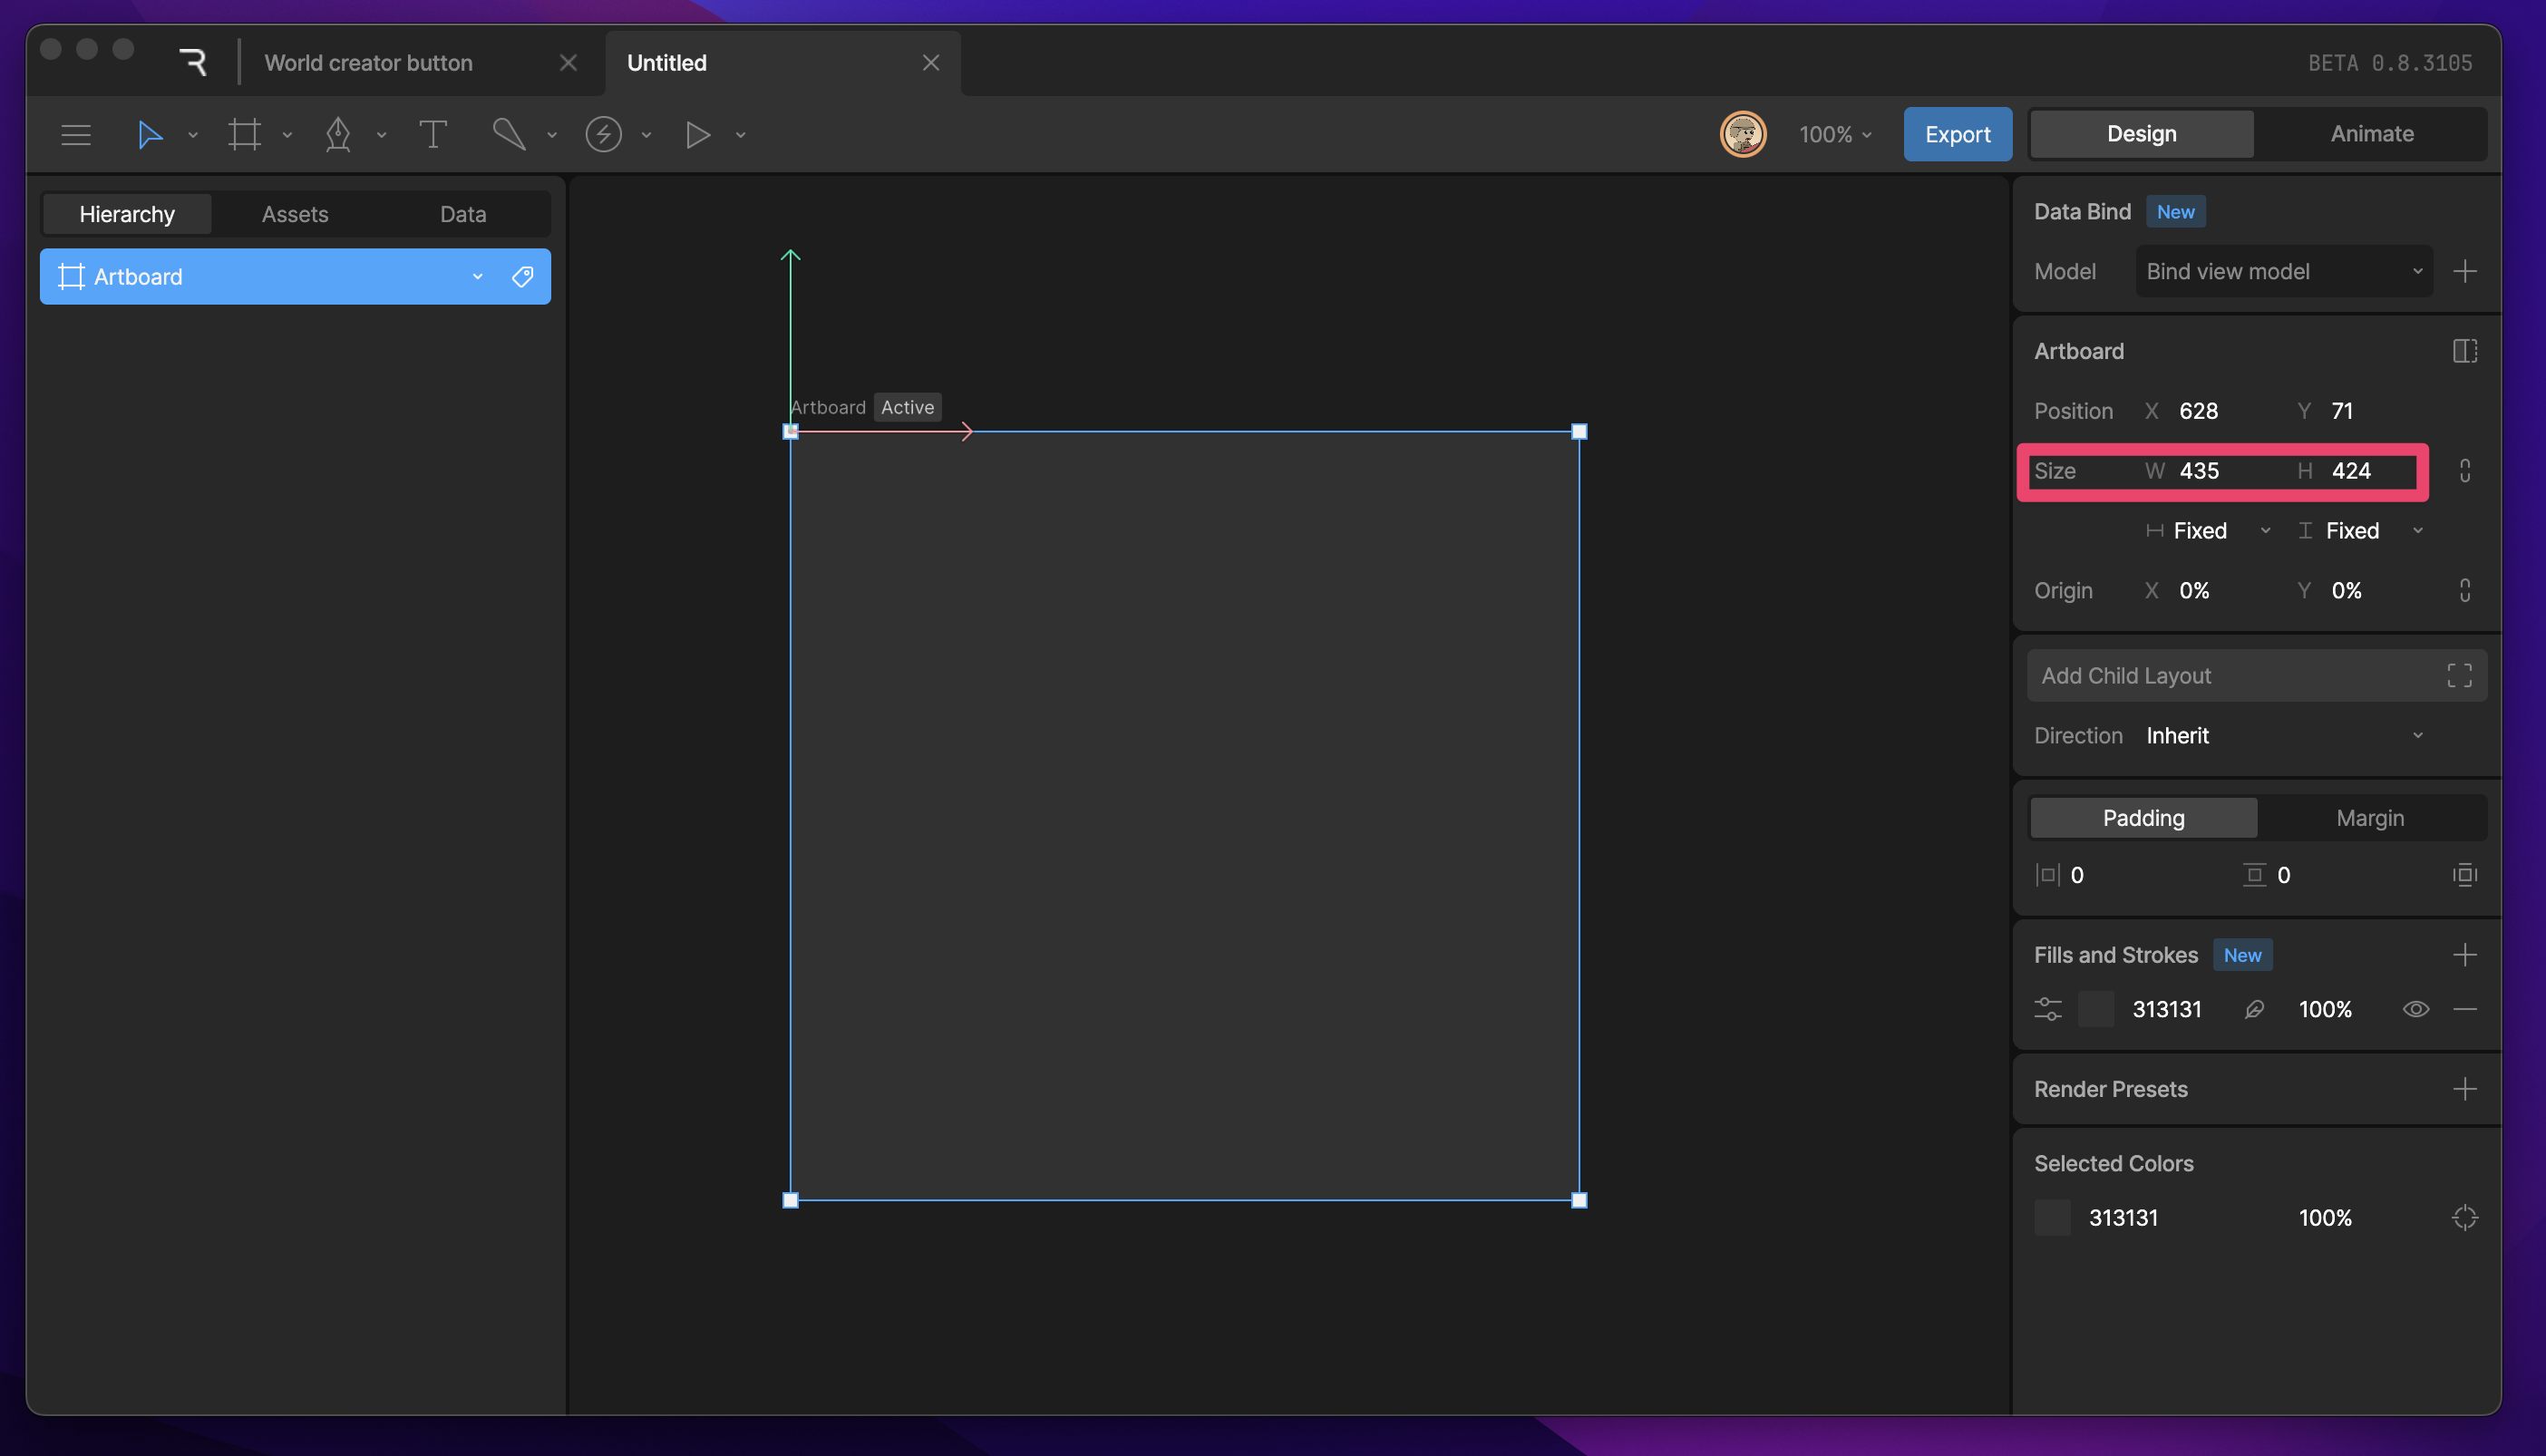 World creator button
Untitled
BETA 0.8.3105
100%
Export
Design
Animate
Hierarchy
Assets
Data
Artboard
Artboard
Active
Data Bind New
Model Bind view model
Artboard
Position X 628 Y 71
Size W 435 H 424
Fixed Fixed
Origin X 0% Y 0%
Add Child Layout
Direction Inherit
Padding Margin
0 0
Fills and Strokes New
313131 100%
Render Presets
Selected Colors
313131 100%